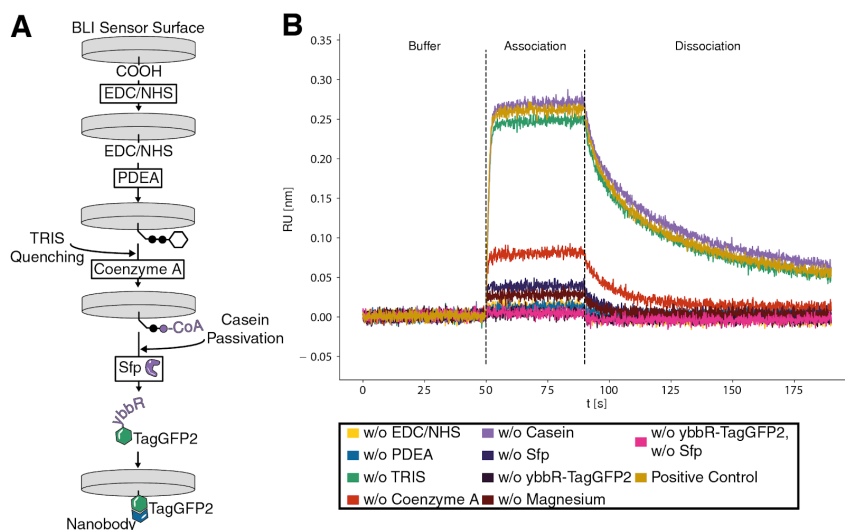 A
BLI Sensor Surface
COOH
EDC/NHS
EDC/NHS
PDEA
TRIS
Quenching
Coenzyme A
-CoA
Casein
Passivation
Sfp
ybbR
TagGFP2
TagGFP2
Nanobody
B
Buffer
Association
Dissociation
0.35
0.30
0.25
0.20
0.15
0.10
0.05
0.00
−0.05
RU [nm]
0 25 50 75 100 125 150 175
t [s]
w/o EDC/NHS
w/o PDEA
w/o TRIS
w/o Coenzyme A
w/o Casein
w/o Sfp
w/o ybbR-TagGFP2
w/o Magnesium
w/o ybbR-TagGFP2,
w/o Sfp
Positive Control